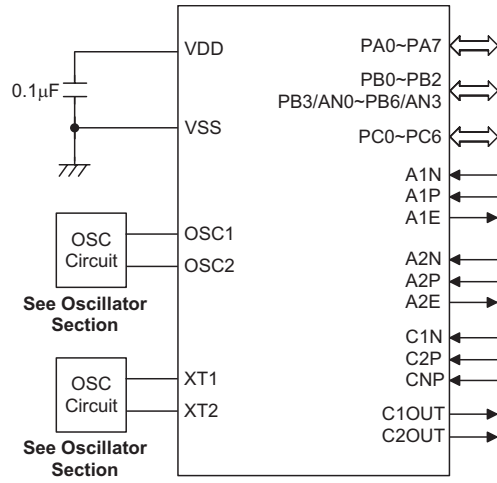 VDD
0.1μF
VSS
OSC
Circuit
OSC1
OSC2
See Oscillator
Section
OSC
Circuit
XT1
XT2
See Oscillator
Section
PA0~PA7
PB0~PB2
PB3/AN0~PB6/AN3
PC0~PC6
A1N
A1P
A1E
A2N
A2P
A2E
C1N
C2P
CNP
C1OUT
C2OUT